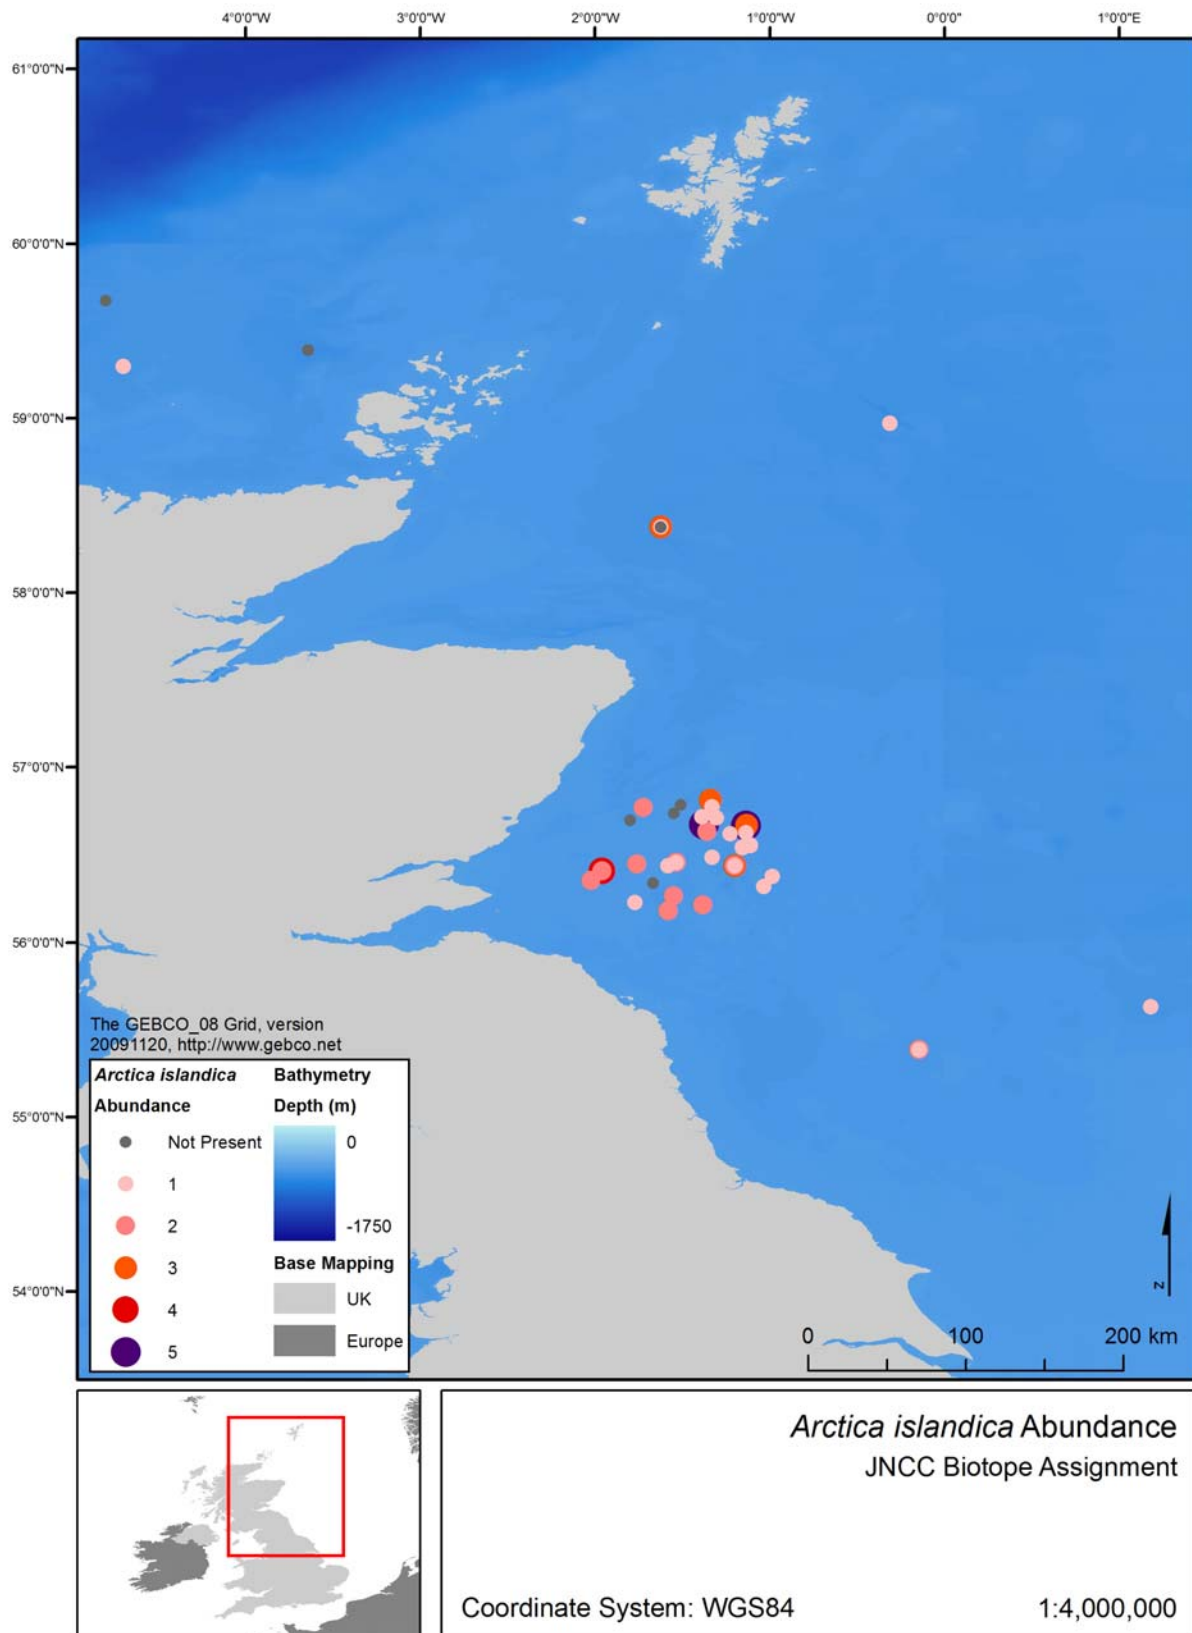 4°0'0"W 3°0'0"W 2°0'0"W 1°0'0"W 0°0'0" 1°0'0"E
61°0'0"N
60°0'0"N
59°0'0"N
58°0'0"N
57°0'0"N
56°0'0"N
55°0'0"N
54°0'0"N
The GEBCO_08 Grid, version
20091120, http://www.gebco.net
Arctica islandica
Abundance
Not Present
1
2
3
4
5
Bathymetry
Depth (m)
0
-1750
Base Mapping
UK
Europe
N
0 100 200 km
Arctica islandica Abundance
JNCC Biotope Assignment
Coordinate System: WGS84 1:4,000,000